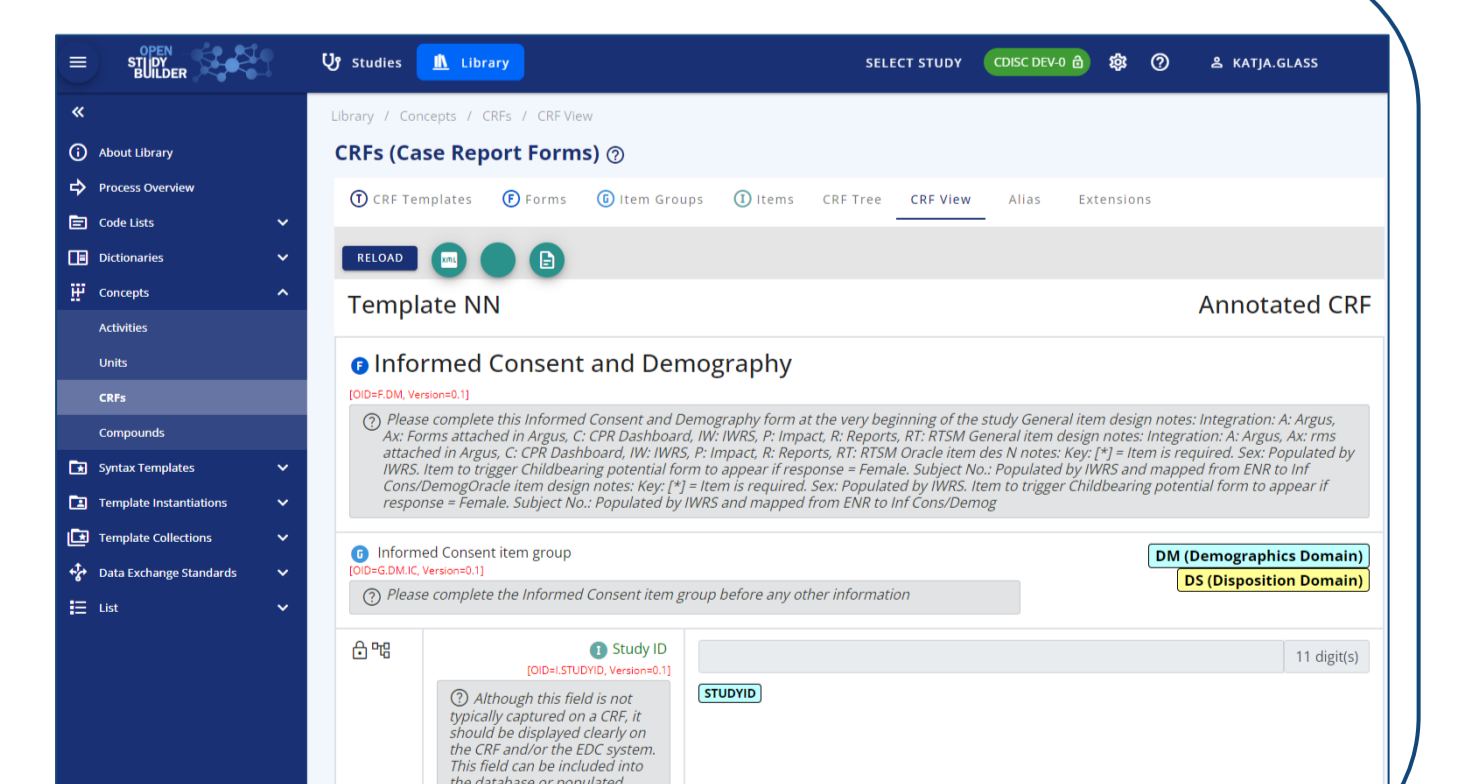 OPEN
STUDY
BUILDER
Studies
Library
SELECT STUDY
CDISC DEV-0
KATJA.GLASS
About Library
Process Overview
Code Lists
Dictionaries
Concepts
Activities
Units
CRFs
Compounds
Syntax Templates
Template Instantiations
Template Collections
Data Exchange Standards
List
Library / Concepts / CRFs / CRF View
CRFs (Case Report Forms)
T CRF Templates
F Forms
G Item Groups
I Items
CRF Tree
CRF View
Alias
Extensions
RELOAD
XML
Template NN
Annotated CRF
F Informed Consent and Demography
[OID=F.DM, Version=0.1]
Please complete this Informed Consent and Demography form at the very beginning of the study General item design notes: Integration: A: Argus,
Ax: Forms attached in Argus, C: CPR Dashboard, IW: IWRS, P: Impact, R: Reports, RT: RTSM General item design notes: Integration: A: Argus, Ax: rms
attached in Argus, C: CPR Dashboard, IW: IWRS, P: Impact, R: Reports, RT: RTSM Oracle item des N notes: Key: [*] = Item is required. Sex: Populated by
IWRS. Item to trigger Childbearing potential form to appear if response = Female. Subject No.: Populated by IWRS and mapped from ENR to Inf
Cons/DemogOracle item design notes: Key: [*] = Item is required. Sex: Populated by IWRS. Item to trigger Childbearing potential form to appear if
response = Female. Subject No.: Populated by IWRS and mapped from ENR to Inf Cons/Demog
G Informed Consent item group
[OID=G.DM.IC, Version=0.1]
Please complete the Informed Consent item group before any other information
DM (Demographics Domain)
DS (Disposition Domain)
I Study ID
[OID=I.STUDYID, Version=0.1]
Although this field is not
typically captured on a CRF, it
should be displayed clearly on
the CRF and/or the EDC system.
This field can be included into
the database or populated
11 digit(s)
STUDYID